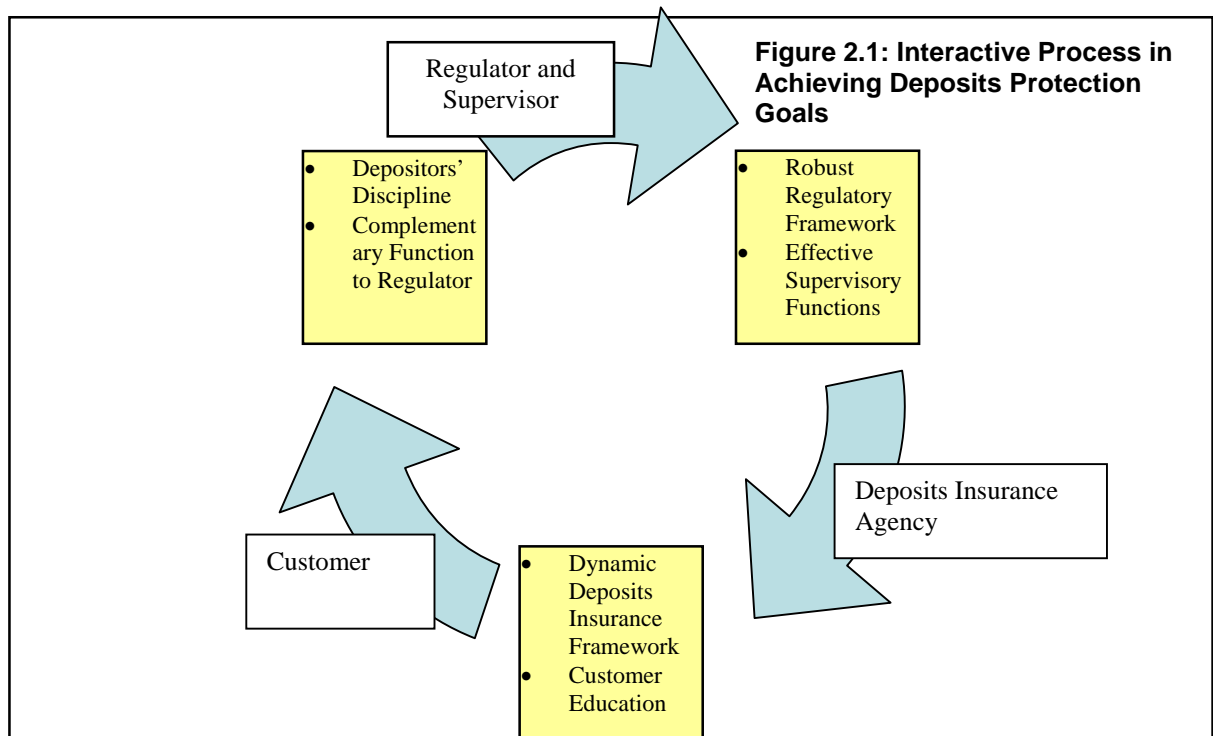 Figure 2.1: Interactive Process in
Achieving Deposits Protection
Goals
Regulator and
Supervisor
• Depositors’
Discipline
• Complement
ary Function
to Regulator
• Robust
Regulatory
Framework
• Effective
Supervisory
Functions
Deposits Insurance
Agency
Customer
• Dynamic
Deposits
Insurance
Framework
• Customer
Education